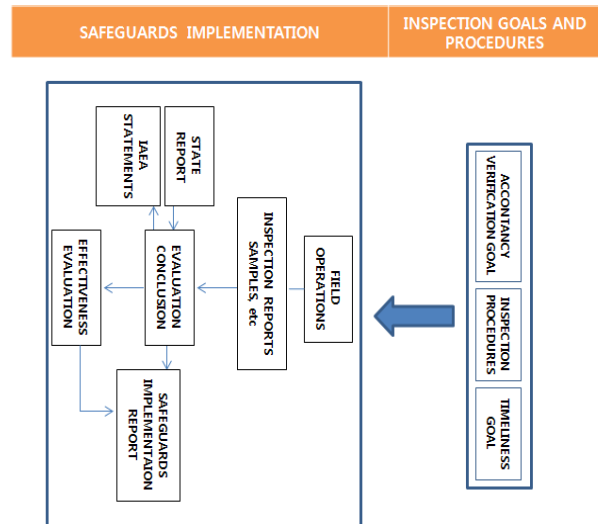 SAFEGUARDS IMPLEMENTATION
INSPECTION GOALS AND
PROCEDURES
IAEA
STATEMENTS
STATE
REPORT
INSPECTION REPORTS
SAMPLES, etc
FIELD
OPERATIONS
EFFECTIVENESS
EVALUATION
EVALUATION
CONCLUSION
SAFEGUARDS
IMPLEMENTAION
REPORT
ACCONTANCY
VERIFICATION GOAL
INSPECTION
PROCEDURES
TIMELINESS
GOAL